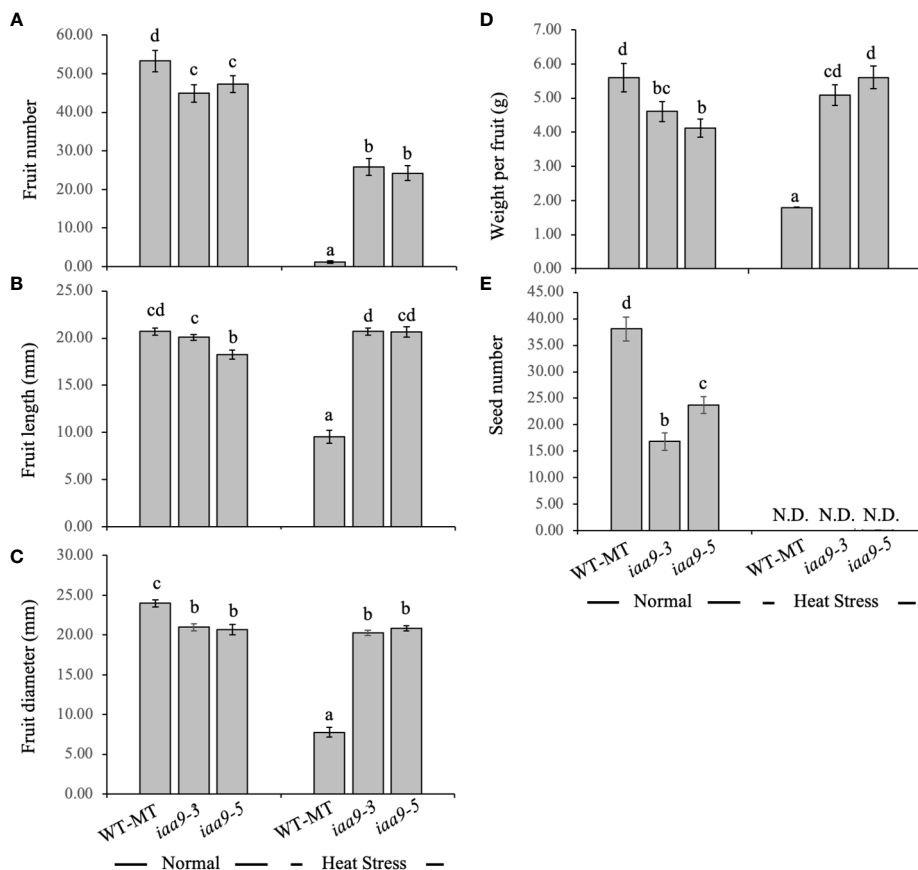 A
Fruit number
60.00
50.00
40.00
30.00
20.00
10.00
0.00
d
c
c
a
b
b
B
Fruit length (mm)
25.00
20.00
15.00
10.00
5.00
0.00
cd
c
b
a
d
cd
C
Fruit diameter (mm)
30.00
25.00
20.00
15.00
10.00
5.00
0.00
c
b
b
a
b
b
WT-MT
iaa9-3
iaa9-5
WT-MT
iaa9-3
iaa9-5
Normal
Heat Stress
D
Weight per fruit (g)
7.00
6.00
5.00
4.00
3.00
2.00
1.00
0.00
d
bc
b
a
cd
d
E
Seed number
45.00
40.00
35.00
30.00
25.00
20.00
15.00
10.00
5.00
0.00
d
b
c
N.D. N.D. N.D.
WT-MT
iaa9-3
iaa9-5
WT-MT
iaa9-3
iaa9-5
Normal
Heat Stress